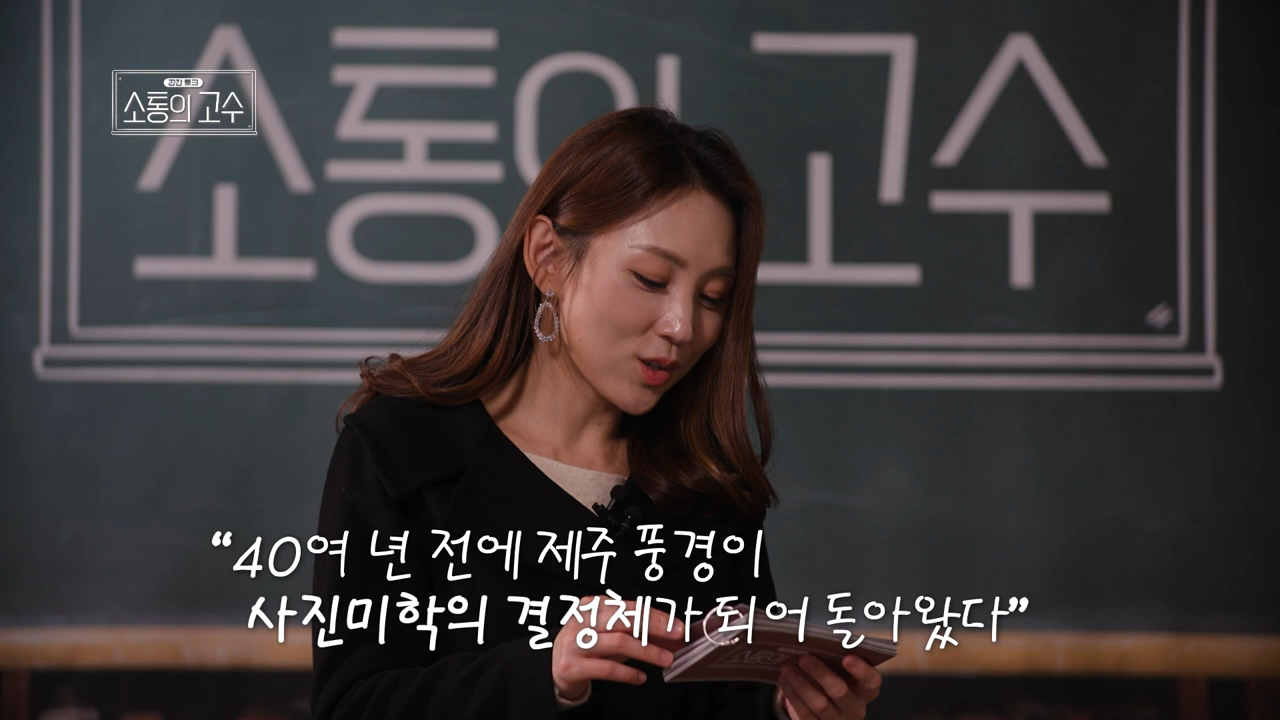 소통의 고수
소통의 고수
“40여 년 전에 제주 풍경이
사진미학의 결정체가 되어 돌아왔다”